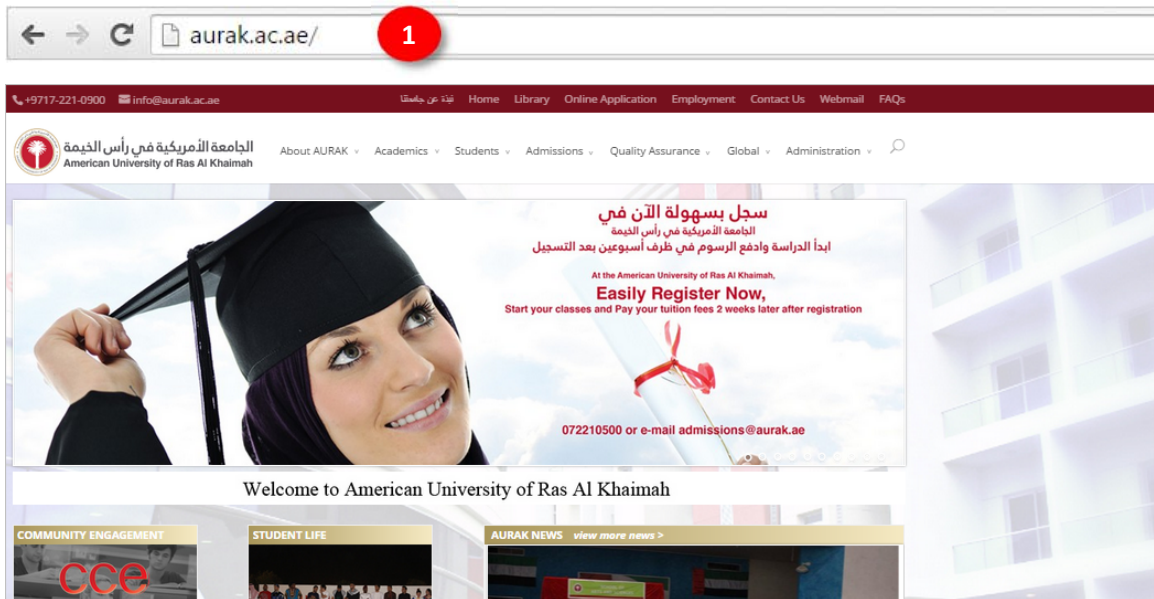 aurak.ac.ae/
1
+9717-221-0900 info@aurak.ac.ae نبذة عن جامعتنا Home Library Online Application Employment Contact Us Webmail FAQs
الجامعة الأمريكية في رأس الخيمة
American University of Ras Al Khaimah
About AURAK Academics Students Admissions Quality Assurance Global Administration
سجل بسهولة الآن في
الجامعة الأمريكية في رأس الخيمة
ابدأ الدراسة وادفع الرسوم في ظرف أسبوعين بعد التسجيل
At the American University of Ras Al Khaimah,
Easily Register Now,
Start your classes and Pay your tuition fees 2 weeks later after registration
072210500 or e-mail admissions@aurak.ae
Welcome to American University of Ras Al Khaimah
COMMUNITY ENGAGEMENT STUDENT LIFE AURAK NEWS view more news >
cce